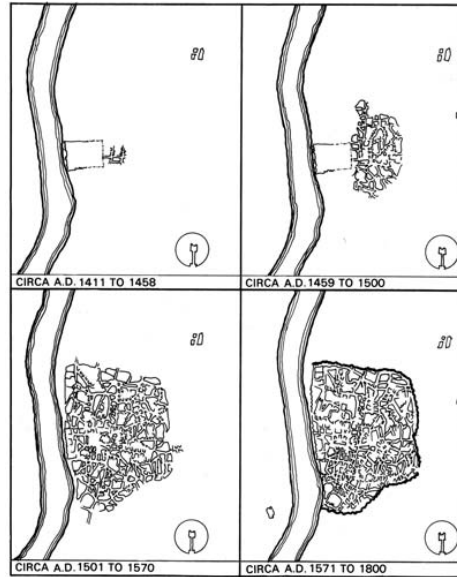 CIRCA A.D. 1411 TO 1458
CIRCA A.D. 1459 TO 1500
CIRCA A.D. 1501 TO 1570
CIRCA A.D. 1571 TO 1800